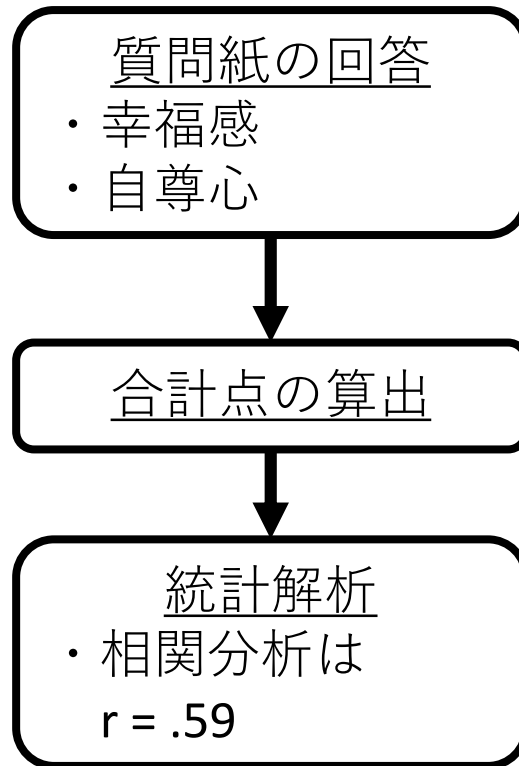 質問紙の回答
・幸福感
・自尊心
合計点の算出
統計解析
・相関分析は
r = .59